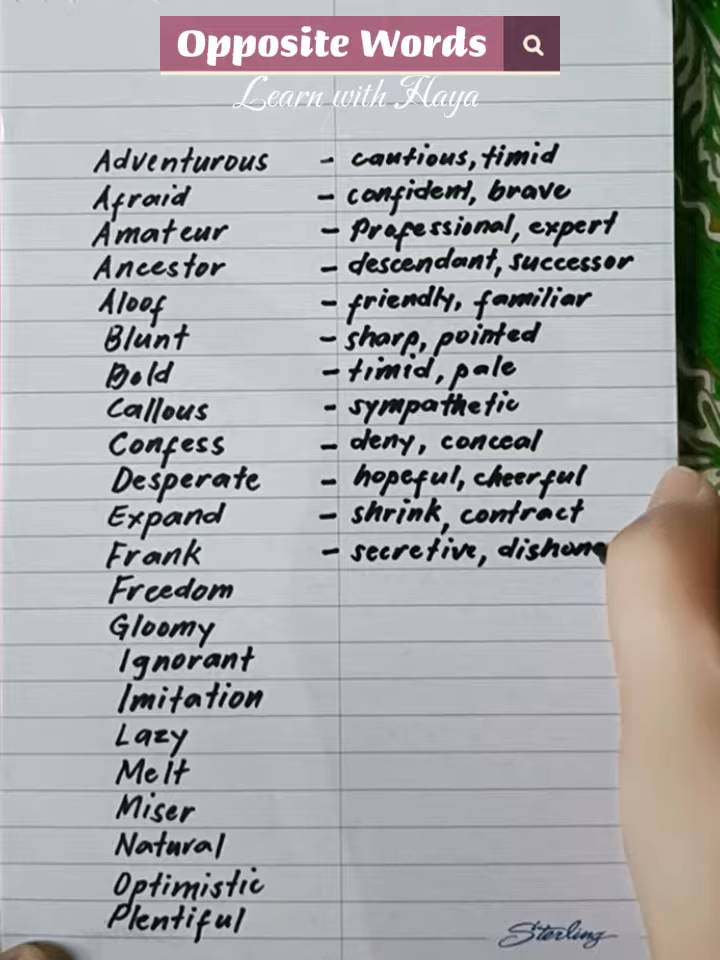 Opposite Words
Learn with Haya
Adventurous - cautious, timid
Afraid - confident, brave
Amateur - Professional, expert
Ancestor - descendant, successor
Aloof - friendly, familiar
Blunt - sharp, pointed
Bold - timid, pale
Callous - sympathetic
Confess - deny, conceal
Desperate - hopeful, cheerful
Expand - shrink, contract
Frank - secretive, dishon
Freedom
Gloomy
Ignorant
Imitation
Lazy
Melt
Miser
Natural
Optimistic
Plentiful
Sterling